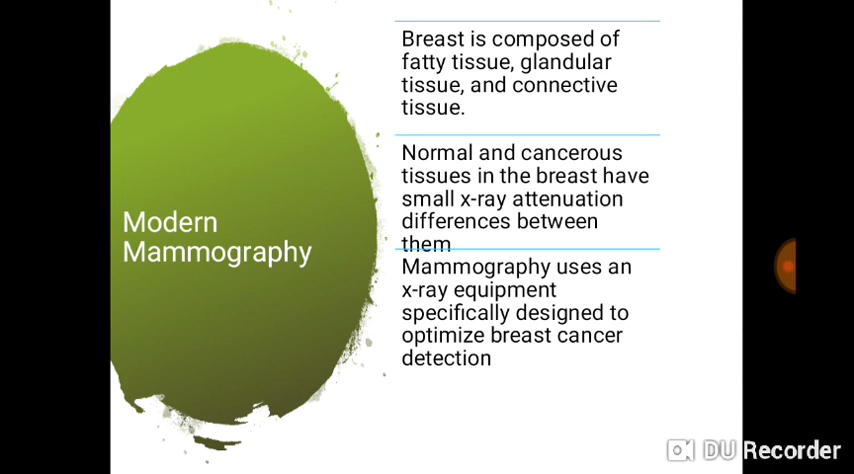 Modern
Mammography
Breast is composed of
fatty tissue, glandular
tissue, and connective
tissue.
Normal and cancerous
tissues in the breast have
small x-ray attenuation
differences between
them
Mammography uses an
x-ray equipment
specifically designed to
optimize breast cancer
detection
DU Recorder